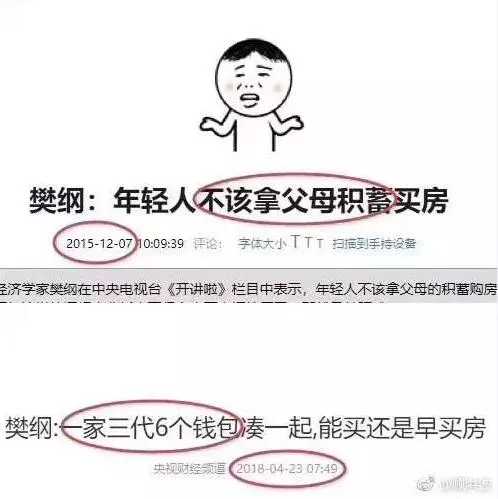 樊纲：年轻人不该拿父母积蓄买房
2015-12-07 10:09:39 评论： 字体大小 T T T 扫描到手持设备
经济学家樊纲在中央电视台《开讲啦》栏目中表示，年轻人不该拿父母的积蓄购房
樊纲:一家三代6个钱包凑一起,能买还是早买房
央视财经频道 2018-04-23 07:49